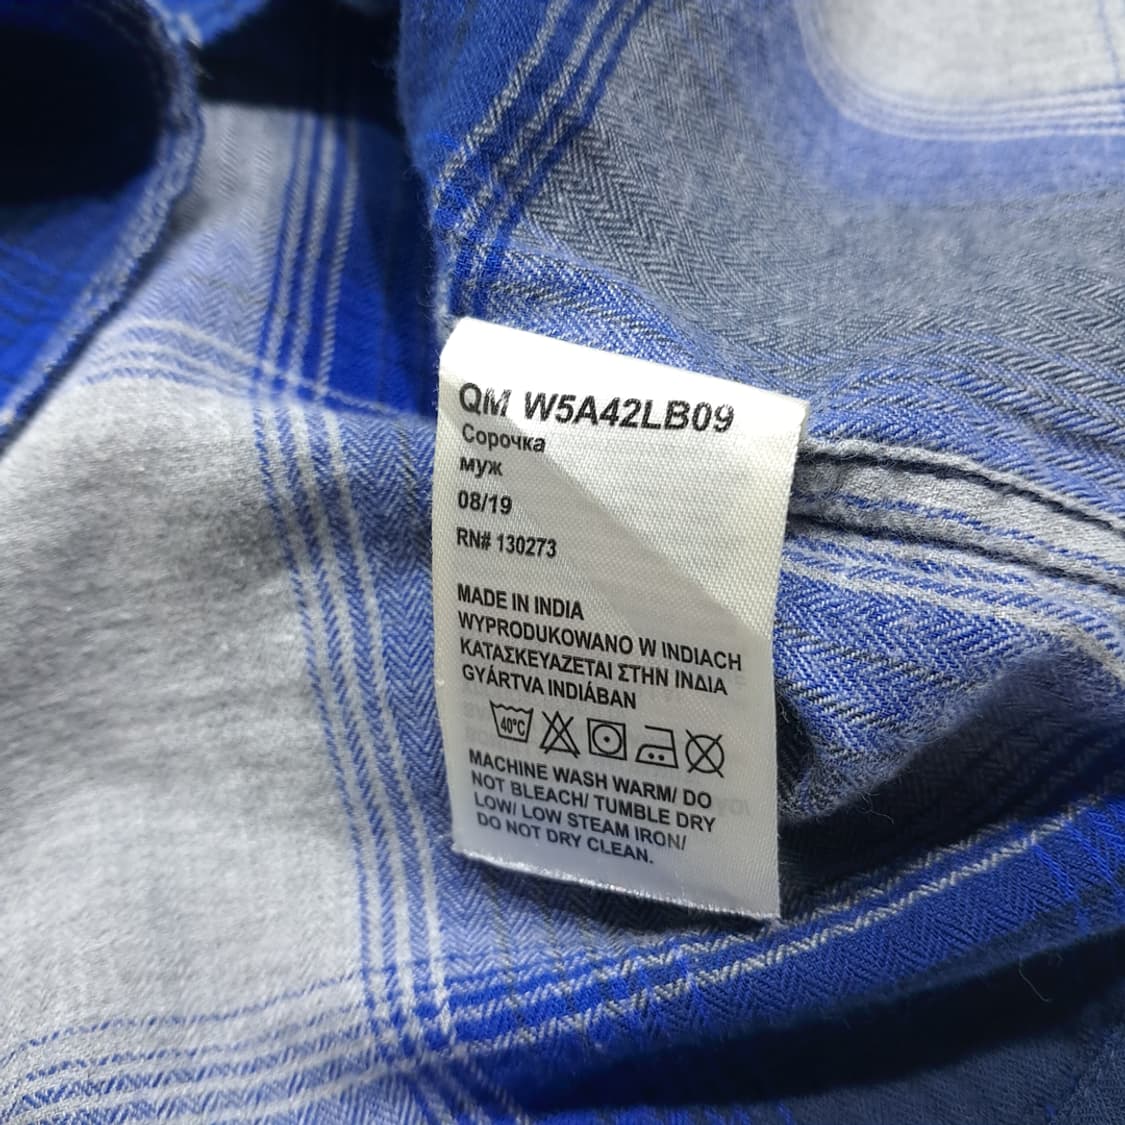 QM W5A42LB09
Сорочка
муж
08/19
RN# 130273
MADE IN INDIA
WYPRODUKOWANO W INDIACH
ΚΑΤΑΣΚΕΥΑΖΕΤΑΙ ΣΤΗΝ ΙΝΔΙΑ
GYÁRTVA INDIÁBAN
40°C
MACHINE WASH WARM/ DO
NOT BLEACH/ TUMBLE DRY
LOW/ LOW STEAM IRON/
DO NOT DRY CLEAN.